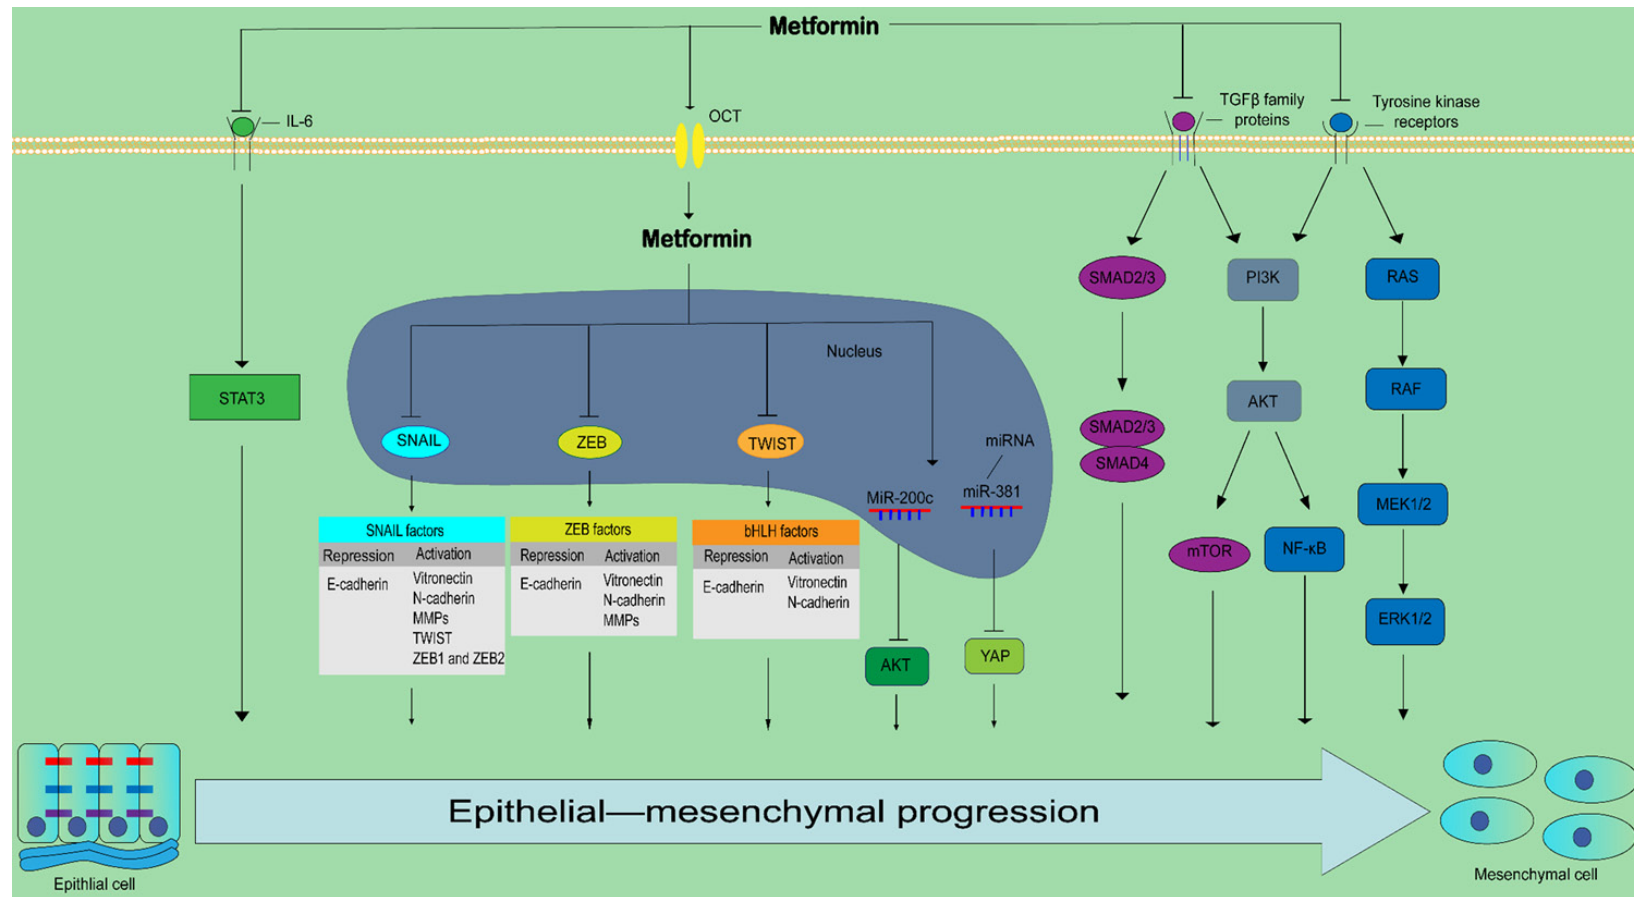 Metformin
IL-6
OCT
TGFβ family
proteins
Tyrosine kinase
receptors
Metformin
SMAD2/3
PI3K
RAS
Nucleus
STAT3
RAF
AKT
SNAIL
ZEB
TWIST
miRNA
SMAD2/3
SMAD4
MiR-200c
miR-381
MEK1/2
SNAIL factors
Repression
Activation
E-cadherin
Vitronectin
N-cadherin
MMPs
TWIST
ZEB1 and ZEB2
ZEB factors
Repression
Activation
E-cadherin
Vitronectin
N-cadherin
MMPs
bHLH factors
Repression
Activation
E-cadherin
Vitronectin
N-cadherin
mTOR
NF-κB
ERK1/2
AKT
YAP
Epithelial—mesenchymal progression
Epithlial cell
Mesenchymal cell